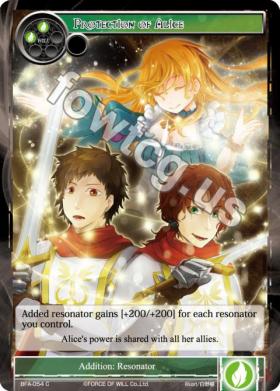 Protection of Alice
WILL
fowtcg.us
Added resonator gains [+200/+200] for each resonator
you control.
Alice's power is shared with all her allies.
Addition: Resonator
BFA-054 C
©FORCE OF WILL Co.,Ltd.